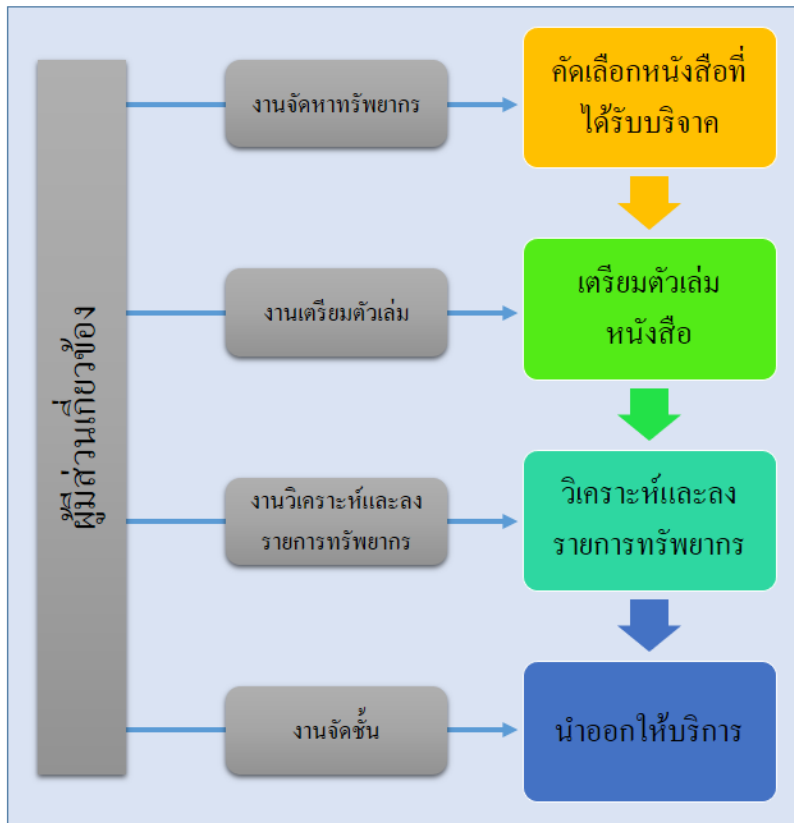 ผู้มีส่วนเกี่ยวข้อง
งานจัดหาทรัพยากร
คัดเลือกหนังสือที่
ได้รับบริจาค
งานเตรียมตัวเล่ม
เตรียมตัวเล่ม
หนังสือ
งานวิเคราะห์และลง
รายการทรัพยากร
วิเคราะห์และลง
รายการทรัพยากร
งานจัดชั้น
นำออกให้บริการ